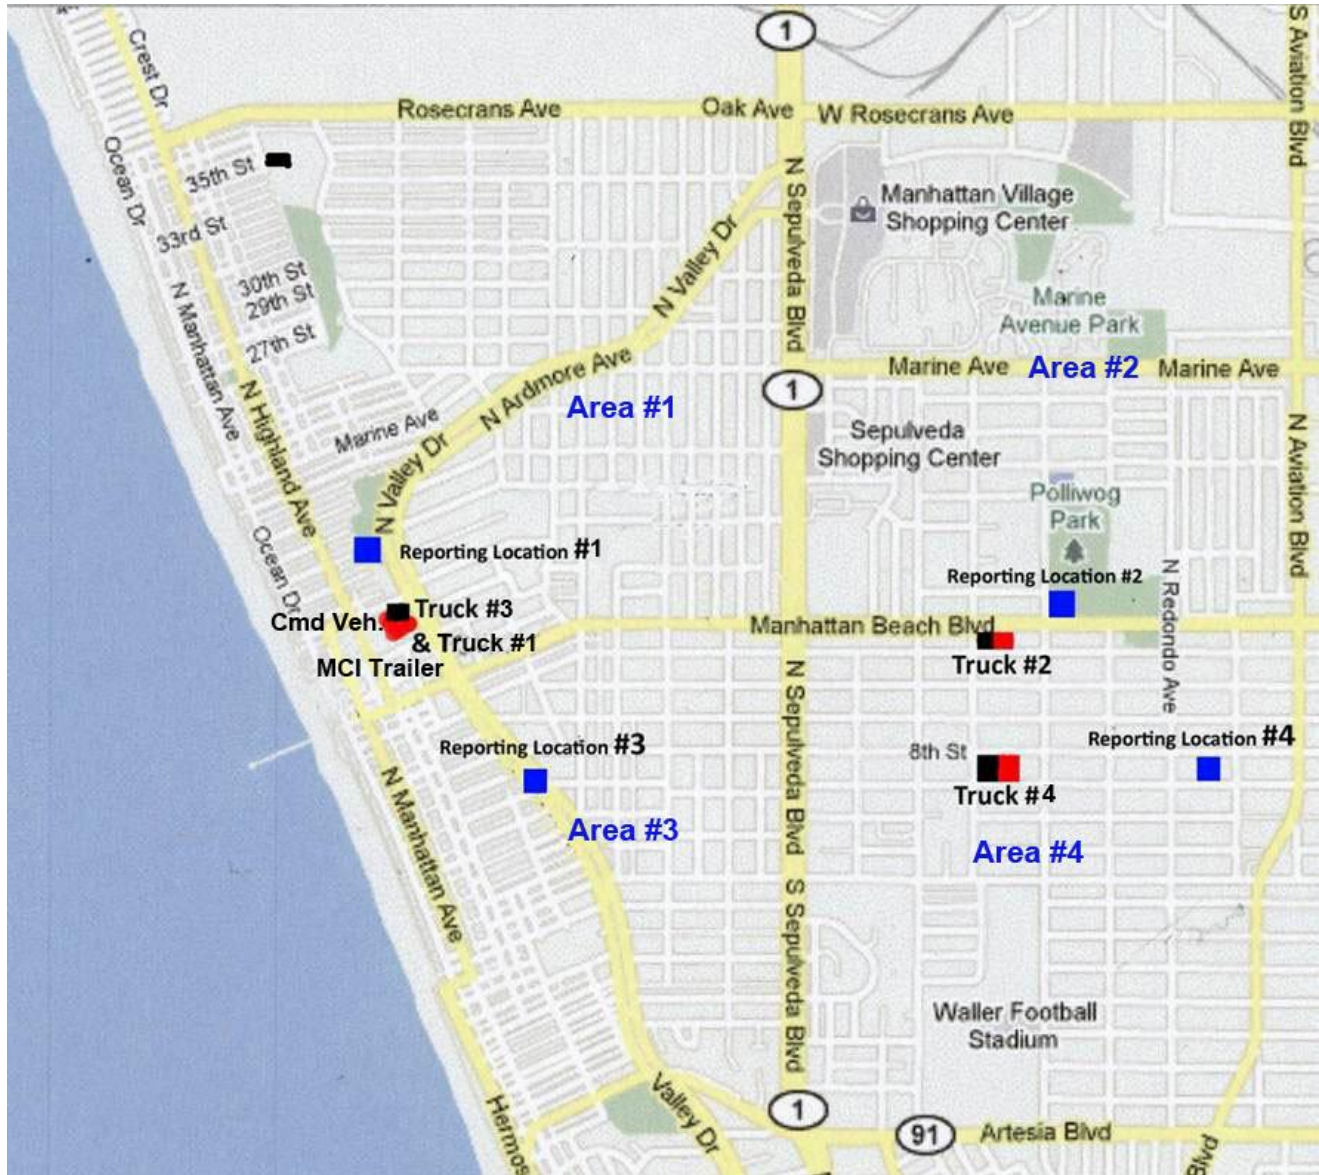 1
Crest Dr
S Aviation Blvd
Rosecrans Ave
Oak Ave
W Rosecrans Ave
Ocean Dr
35th St
33rd St
30th St
29th St
27th St
N Manhattan Ave
N Valley Dr
N Sepulveda Blvd
Manhattan Village
Shopping Center
Marine
Avenue Park
Marine Ave
Area #2
Marine Ave
N Ardmore Ave
Area #1
1
N Highland Ave
Marine Ave
N Valley Dr
Sepulveda
Shopping Center
N Aviation Blvd
Polliwog
Park
Ocean Dr
Reporting Location #1
Reporting Location #2
N Redondo Ave
Cmd Veh.
Truck #3
& Truck #1
MCI Trailer
Manhattan Beach Blvd
Truck #2
N Sepulveda Blvd
Reporting Location #3
8th St
Reporting Location #4
Truck #4
Area #3
Area #4
N Manhattan Ave
S Sepulveda Blvd
Waller Football
Stadium
Valley Dr
Hermos
1
91
Artesia Blvd
Blvd